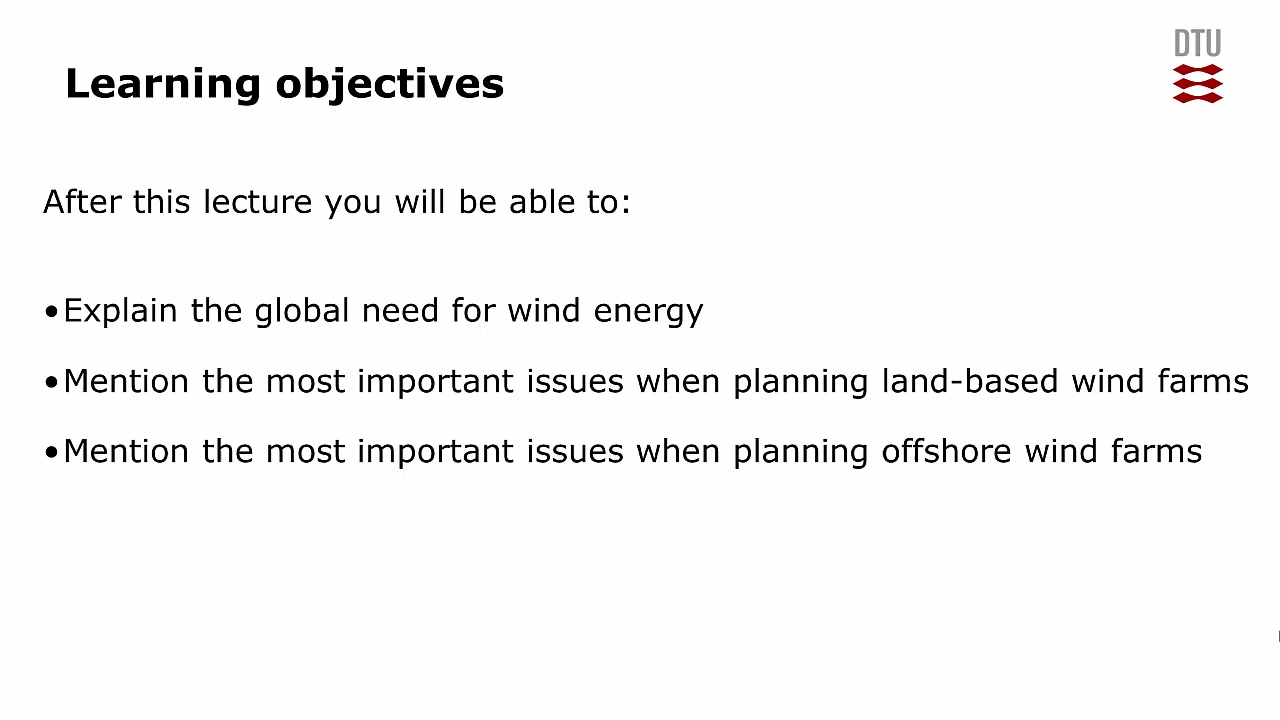 DTU
Learning objectives
After this lecture you will be able to:
•Explain the global need for wind energy
•Mention the most important issues when planning land-based wind farms
•Mention the most important issues when planning offshore wind farms